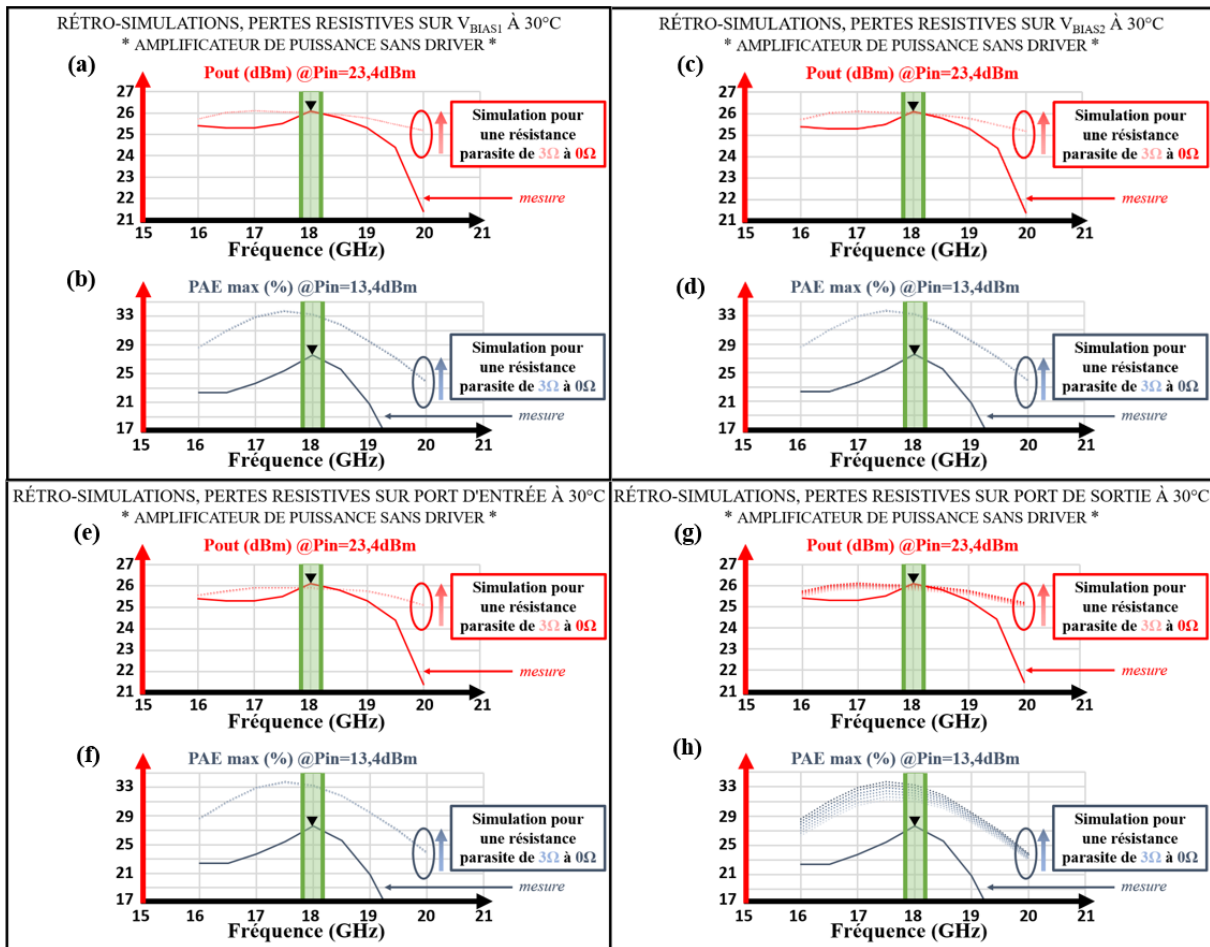 RÉTRO-SIMULATIONS, PERTES RESISTIVES SUR VBIAS1 À 30°C
* AMPLIFICATEUR DE PUISSANCE SANS DRIVER *
(a)
Pout (dBm) @Pin=23,4dBm
27
26
25
24
23
22
21
Simulation pour
une résistance
parasite de 3Ω à 0Ω
mesure
15 16 17 18 19 20 21
Fréquence (GHz)
(b)
PAE max (%) @Pin=13,4dBm
33
29
25
21
17
Simulation pour
une résistance
parasite de 3Ω à 0Ω
mesure
15 16 17 18 19 20 21
Fréquence (GHz)
RÉTRO-SIMULATIONS, PERTES RESISTIVES SUR VBIAS2 À 30°C
* AMPLIFICATEUR DE PUISSANCE SANS DRIVER *
(c)
Pout (dBm) @Pin=23,4dBm
27
26
25
24
23
22
21
Simulation pour
une résistance
parasite de 3Ω à 0Ω
mesure
15 16 17 18 19 20 21
Fréquence (GHz)
(d)
PAE max (%) @Pin=13,4dBm
33
29
25
21
17
Simulation pour
une résistance
parasite de 3Ω à 0Ω
mesure
15 16 17 18 19 20 21
Fréquence (GHz)
RÉTRO-SIMULATIONS, PERTES RESISTIVES SUR PORT D'ENTRÉE À 30°C
* AMPLIFICATEUR DE PUISSANCE SANS DRIVER *
(e)
Pout (dBm) @Pin=23,4dBm
27
26
25
24
23
22
21
Simulation pour
une résistance
parasite de 3Ω à 0Ω
mesure
15 16 17 18 19 20 21
Fréquence (GHz)
(f)
PAE max (%) @Pin=13,4dBm
33
29
25
21
17
Simulation pour
une résistance
parasite de 3Ω à 0Ω
mesure
15 16 17 18 19 20 21
Fréquence (GHz)
RÉTRO-SIMULATIONS, PERTES RESISTIVES SUR PORT DE SORTIE À 30°C
* AMPLIFICATEUR DE PUISSANCE SANS DRIVER *
(g)
Pout (dBm) @Pin=23,4dBm
27
26
25
24
23
22
21
Simulation pour
une résistance
parasite de 3Ω à 0Ω
mesure
15 16 17 18 19 20 21
Fréquence (GHz)
(h)
PAE max (%) @Pin=13,4dBm
33
29
25
21
17
Simulation pour
une résistance
parasite de 3Ω à 0Ω
mesure
15 16 17 18 19 20 21
Fréquence (GHz)